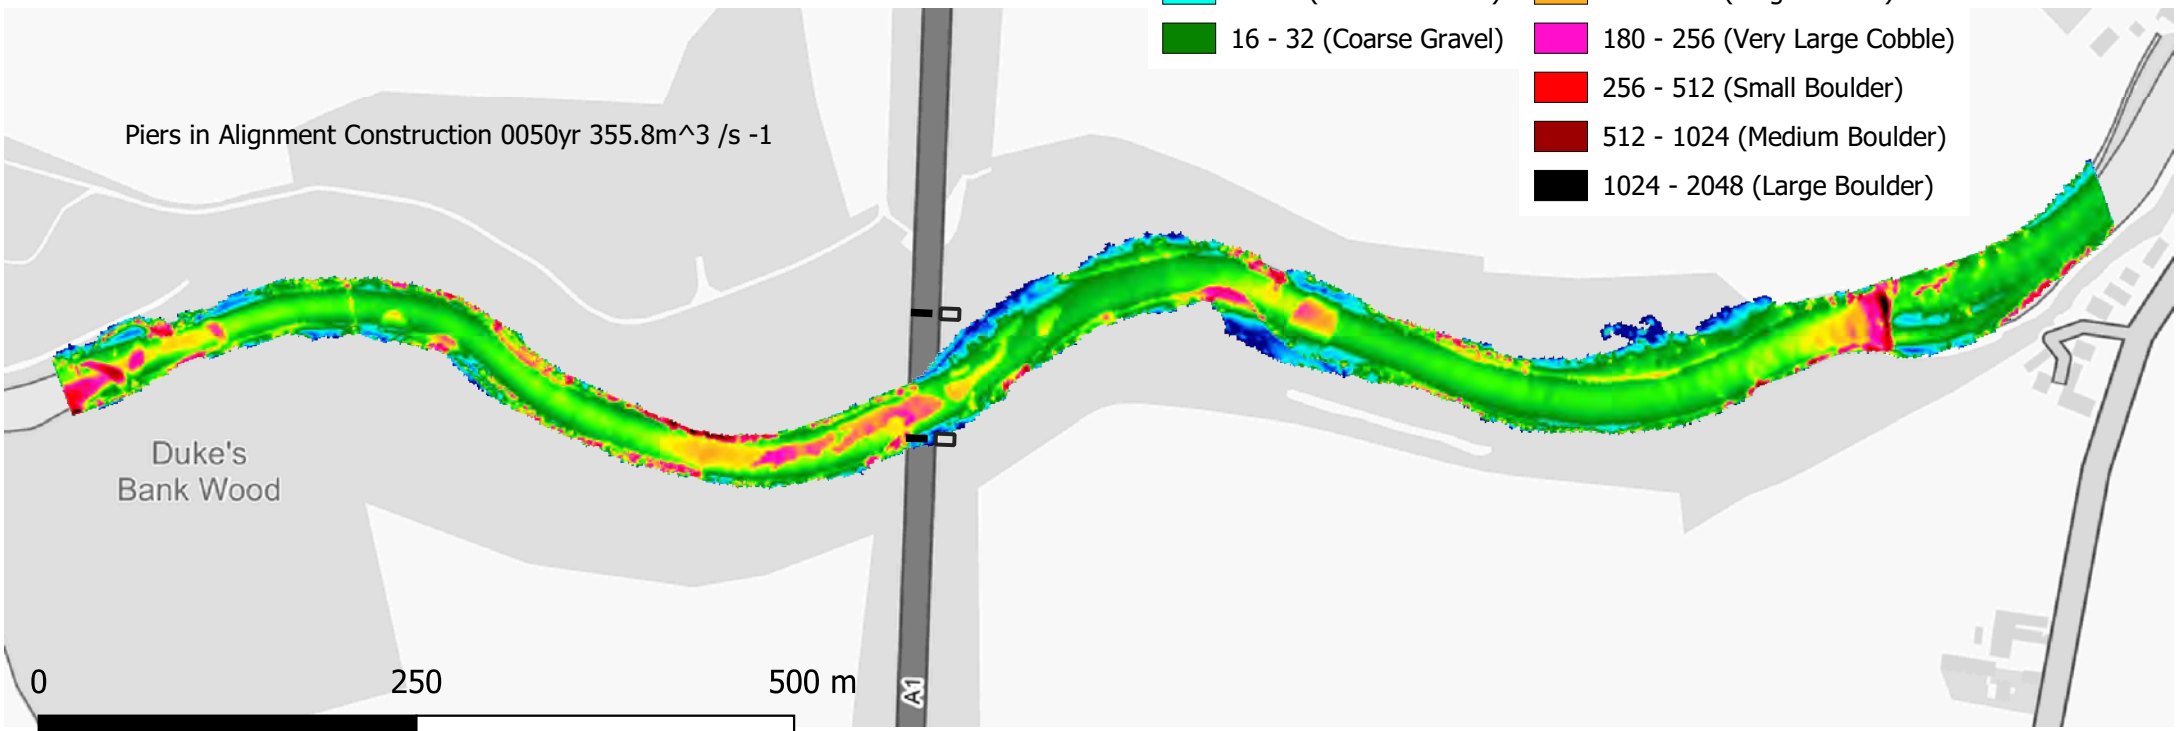 16 - 32 (Coarse Gravel)
180 - 256 (Very Large Cobble)
256 - 512 (Small Boulder)
512 - 1024 (Medium Boulder)
1024 - 2048 (Large Boulder)
Piers in Alignment Construction 0050yr 355.8m^3 /s -1
Duke's
Bank Wood
0 250 500 m
A1